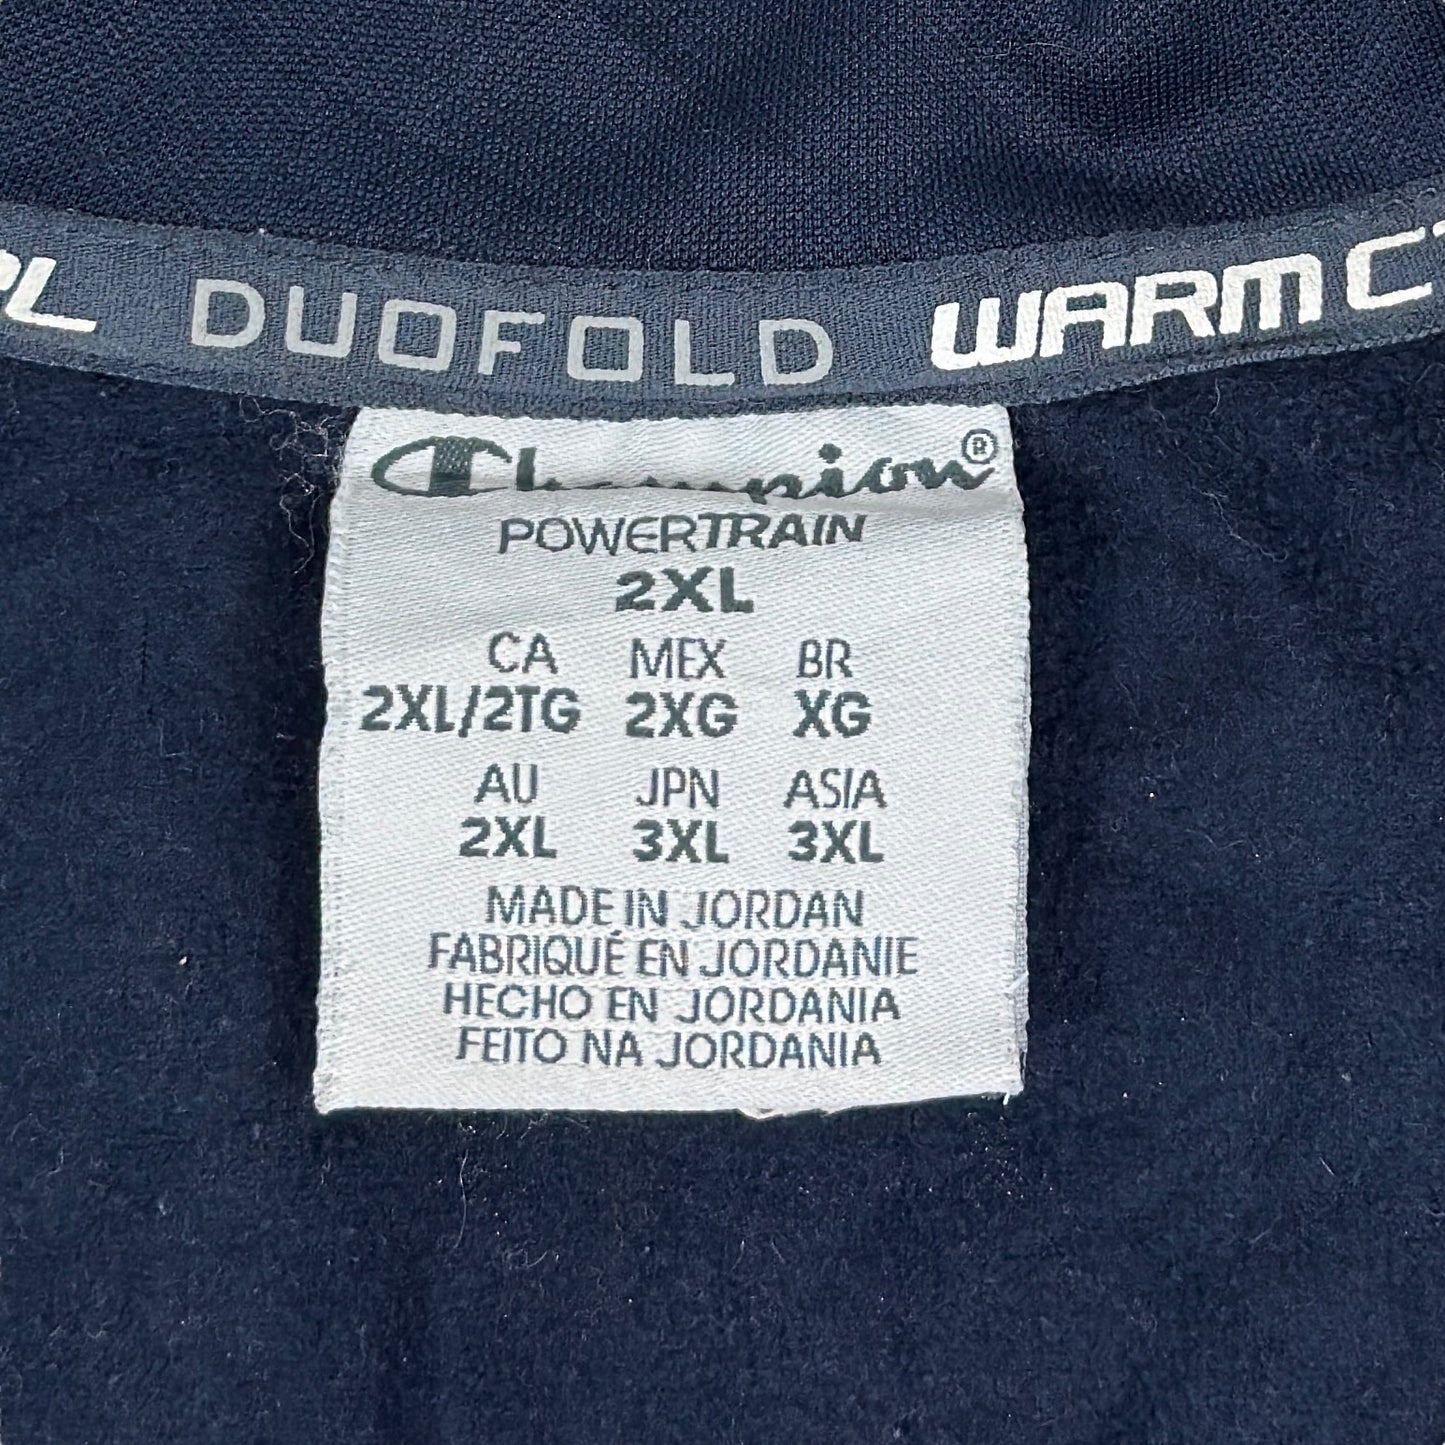 DUOFOLD WARM
Champion®
POWERTRAIN
2XL
CA MEX BR
2XL/2TG 2XG XG
AU JPN ASIA
2XL 3XL 3XL
MADE IN JORDAN
FABRIQUÉ EN JORDANIE
HECHO EN JORDANIA
FEITO NA JORDANIA